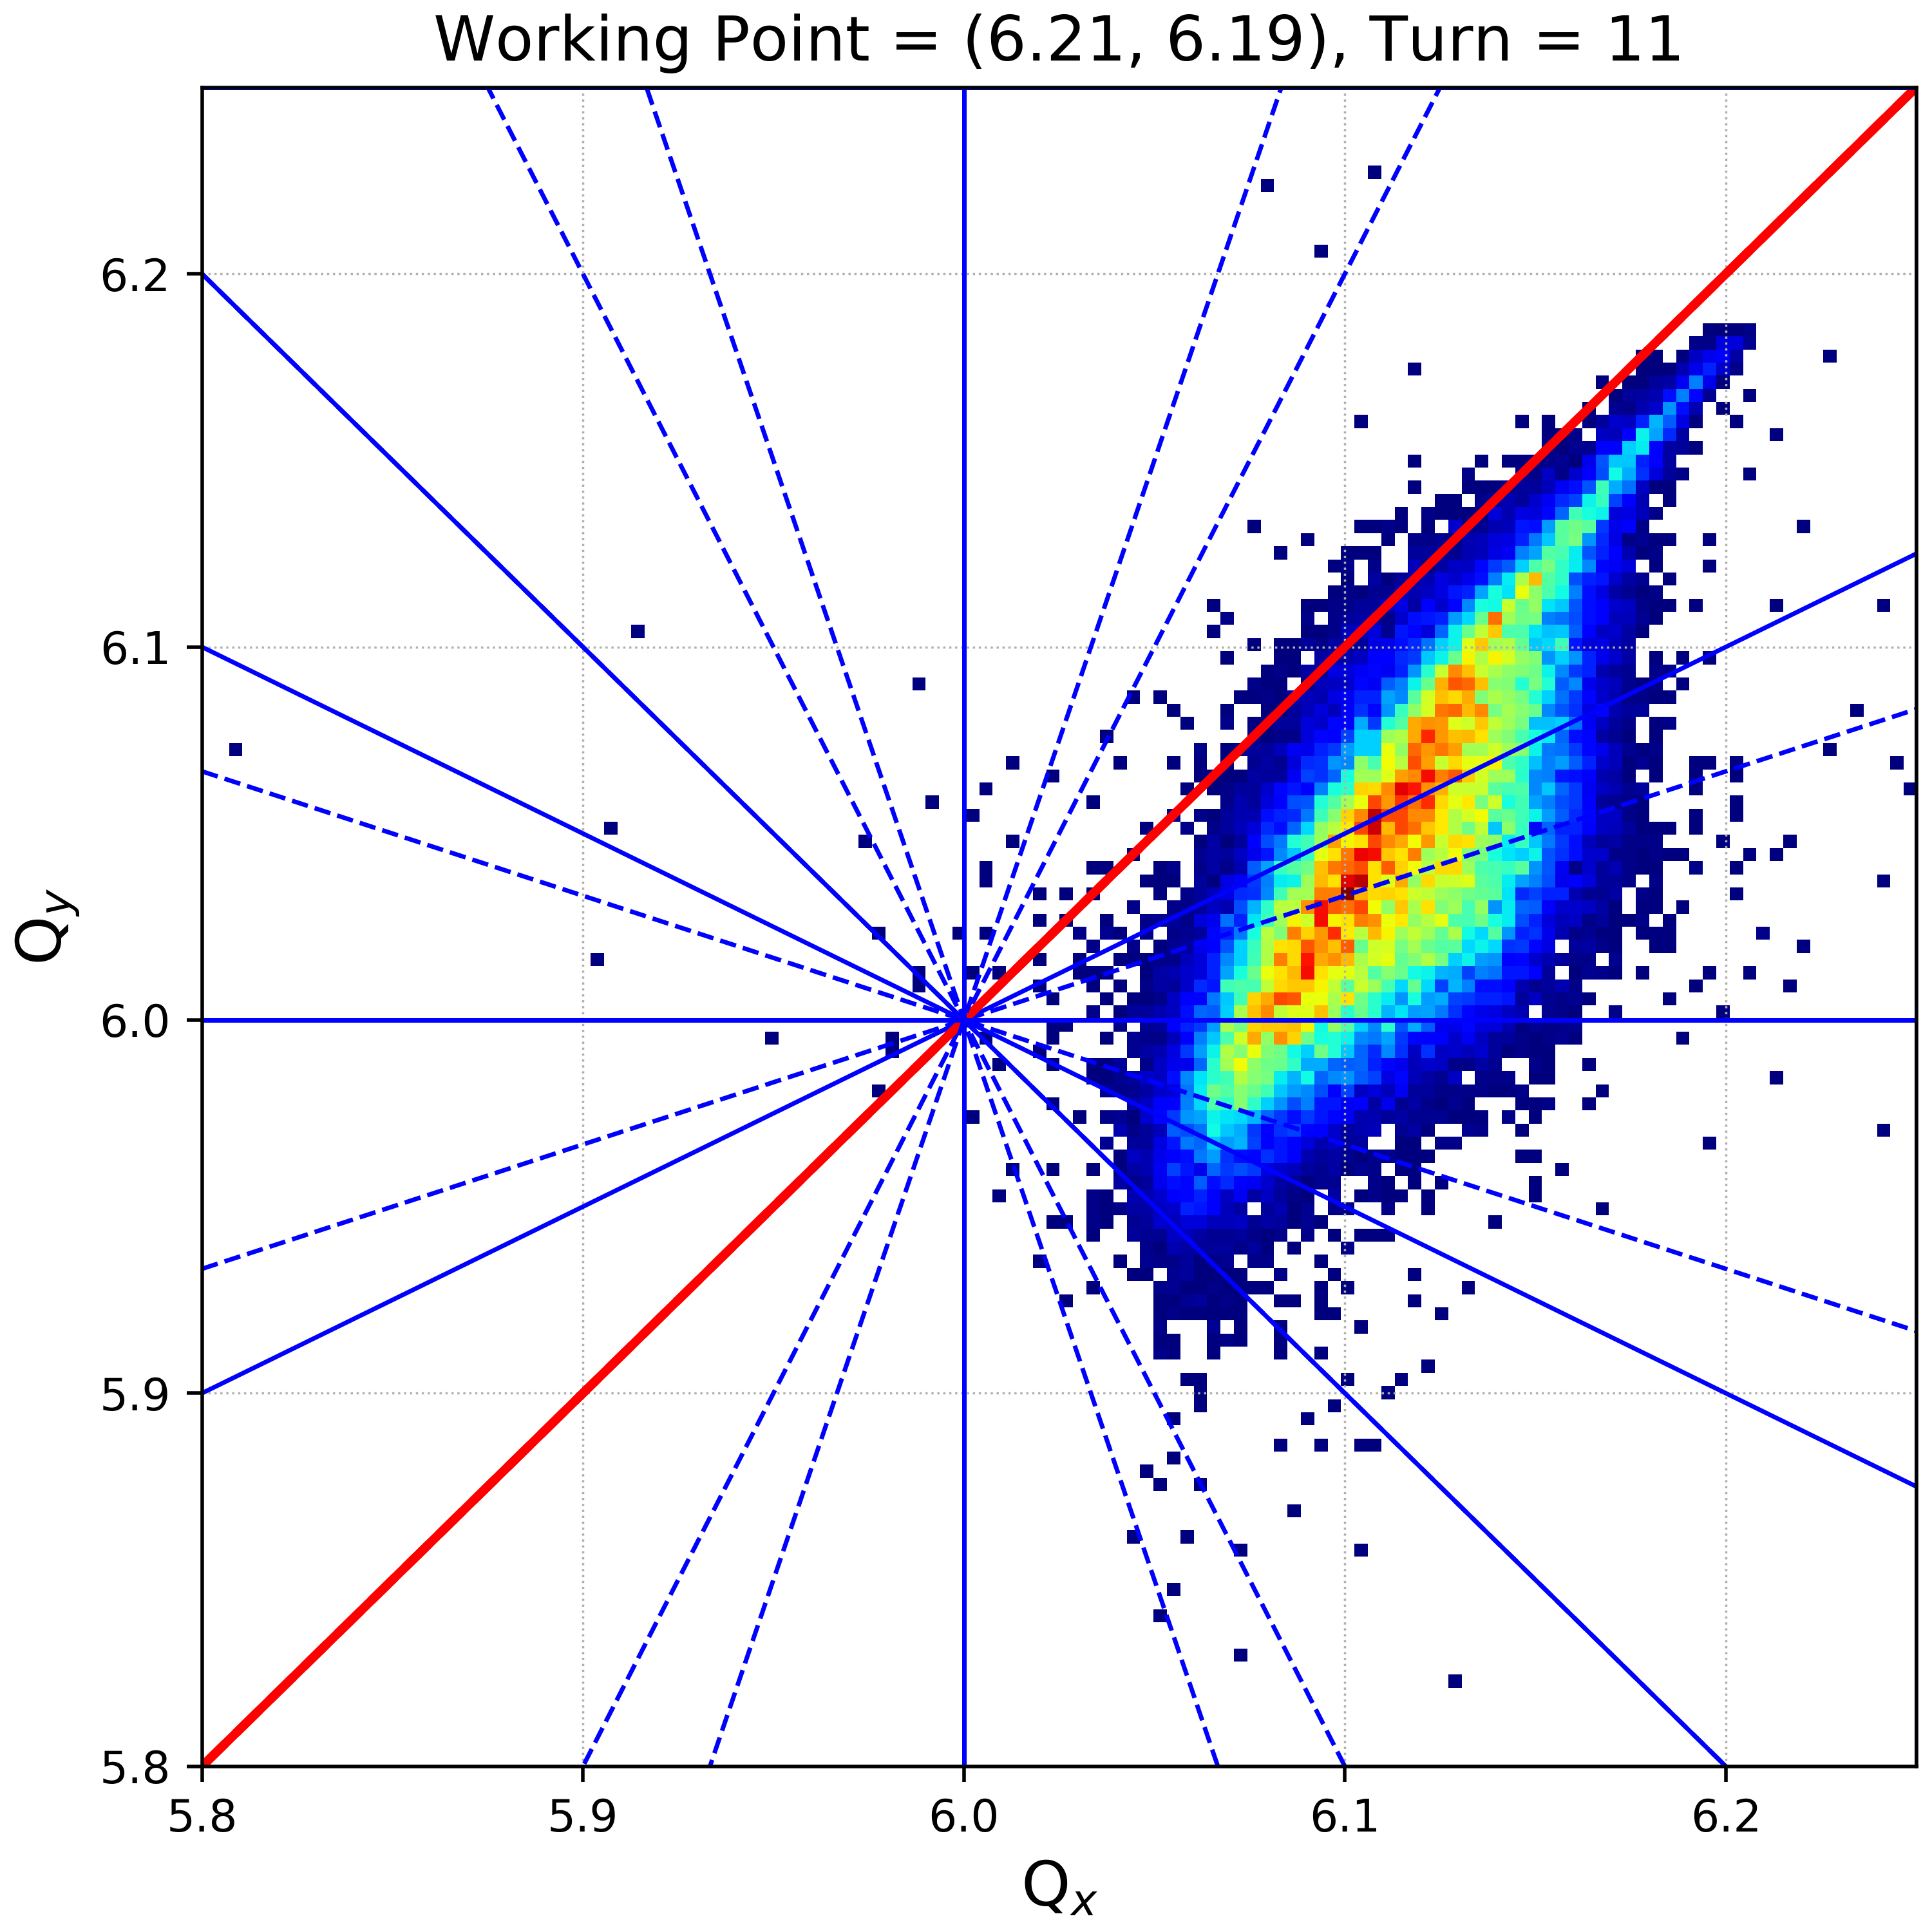 Working Point = (6.21, 6.19), Turn = 11
6.2
6.1
6.0
5.9
5.8
Qy
5.8 5.9 6.0 6.1 6.2
Qx